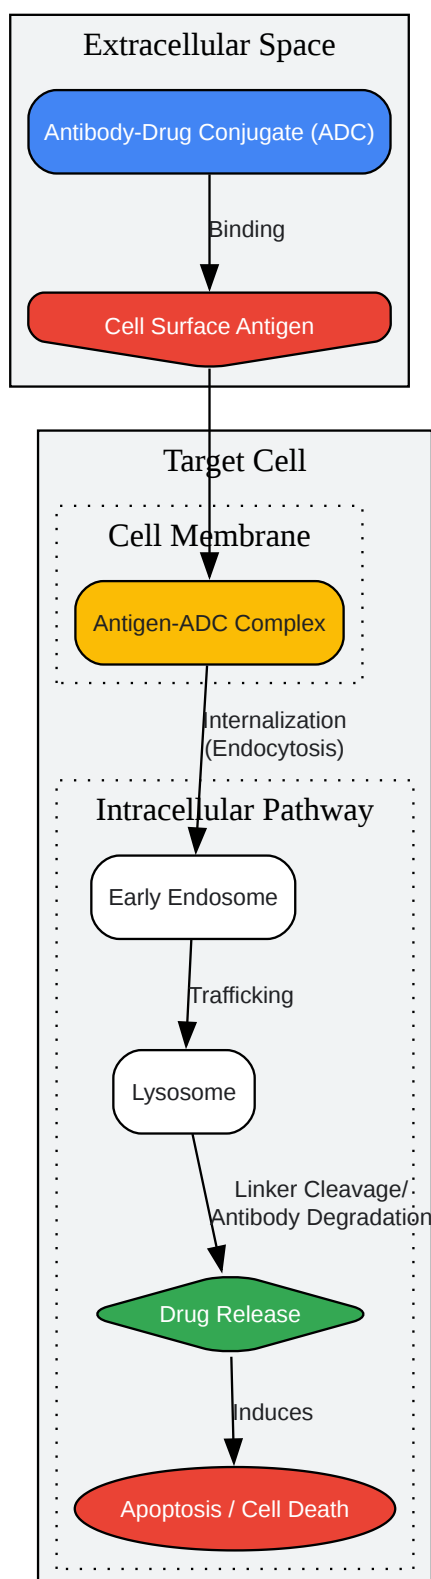 Extracellular Space
Antibody-Drug Conjugate (ADC)
Binding
Cell Surface Antigen
Target Cell
Cell Membrane
Antigen-ADC Complex
Internalization
(Endocytosis)
Intracellular Pathway
Early Endosome
Trafficking
Lysosome
Linker Cleavage/
Antibody Degradation
Drug Release
Induces
Apoptosis / Cell Death